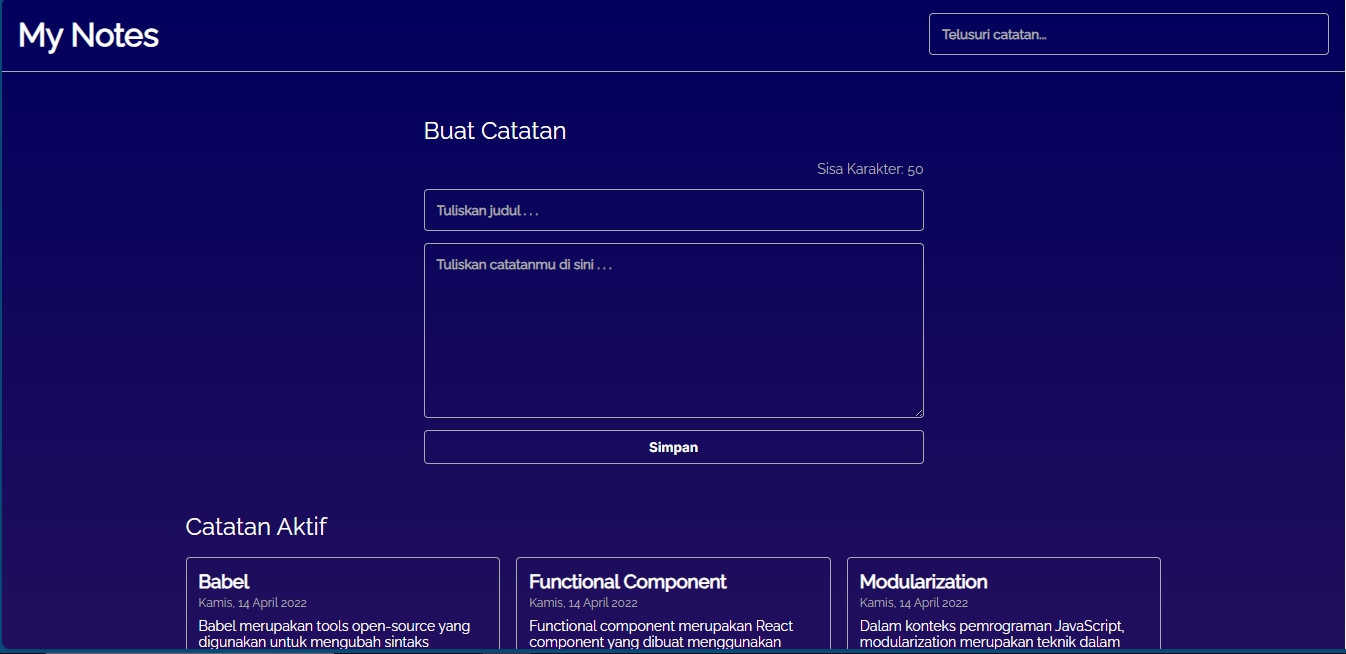 My Notes
Telusuri catatan...
Buat Catatan
Sisa Karakter: 50
Tuliskan judul . . .
Tuliskan catatanmu di sini . . .
Simpan
Catatan Aktif
Babel
Kamis, 14 April 2022
Babel merupakan tools open-source yang
digunakan untuk mengubah sintaks
Functional Component
Kamis, 14 April 2022
Functional component merupakan React
component yang dibuat menggunakan
Modularization
Kamis, 14 April 2022
Dalam konteks pemrograman JavaScript,
modularization merupakan teknik dalam